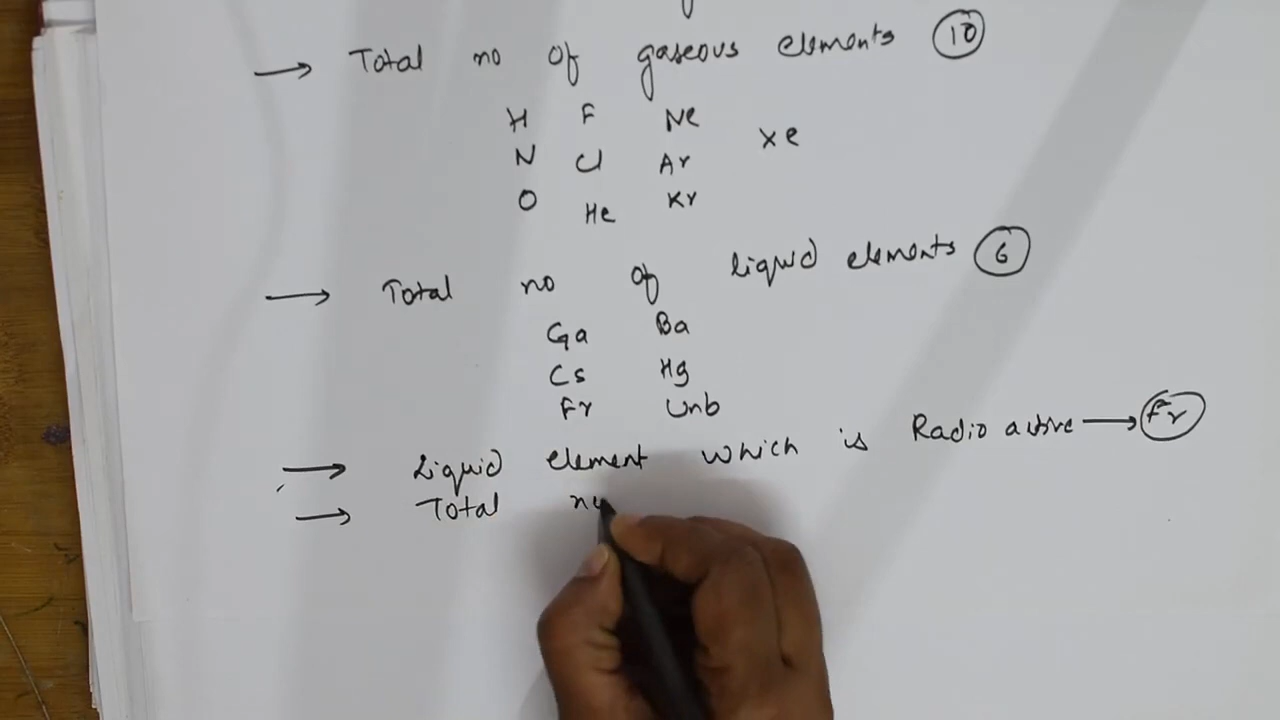 → Total no of gaseous elements 10
H F Ne Xe
N Cl Ar
O He Kr
→ Total no of liquid elements 6
Ga Ba
Cs Hg
Fr Unb
→ Liquid element which is Radio active → Fr
→ Total